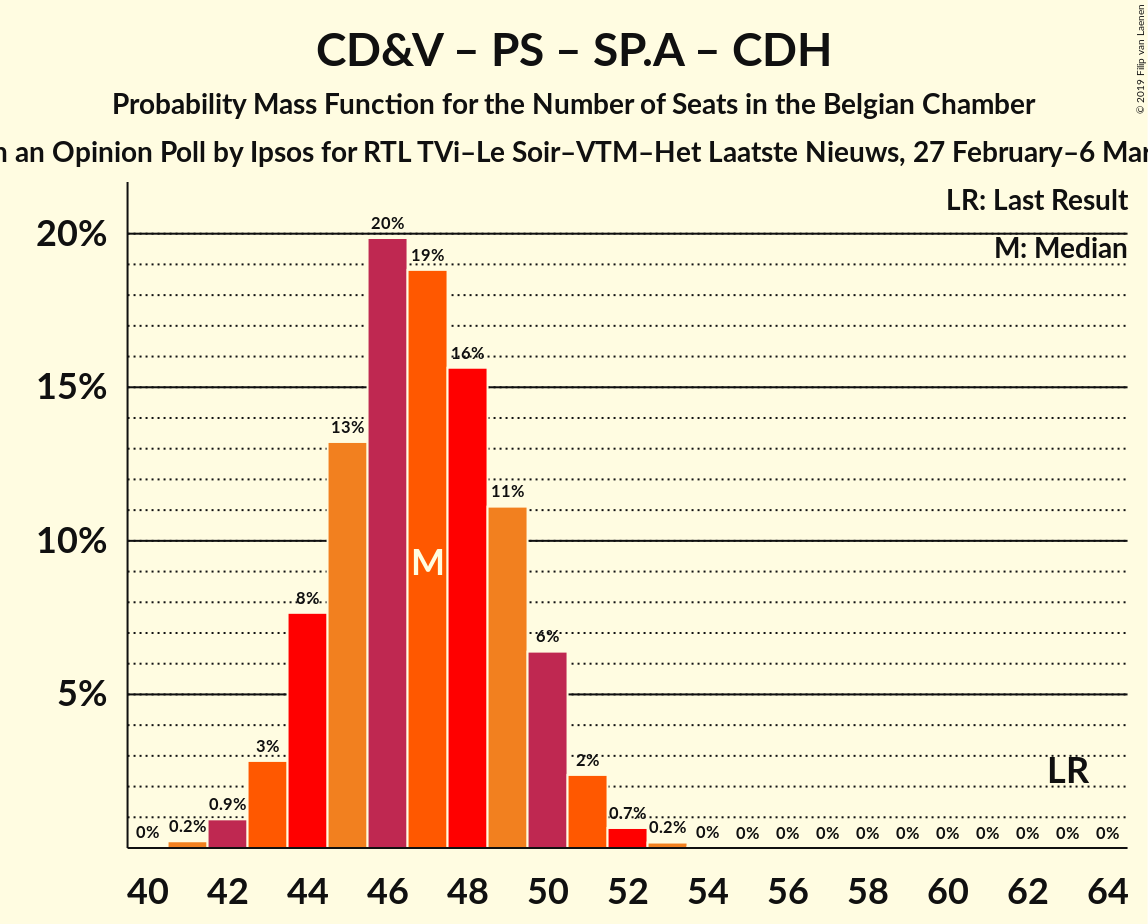 CD&V – PS – SP.A – CDH
Probability Mass Function for the Number of Seats in the Belgian Chamber
an Opinion Poll by Ipsos for RTL TVi–Le Soir–VTM–Het Laatste Nieuws, 27 February–6 Mar
© 2019 Filip van Laenen
LR: Last Result
M: Median
20%
15%
10%
5%
0% 0.2% 0.9% 3% 8% 13% 20% 19% 16% 11% 6% 2% 0.7% 0.2% 0% 0% 0% 0% 0% 0% 0% 0% 0% 0% 0%
M
LR
40 42 44 46 48 50 52 54 56 58 60 62 64